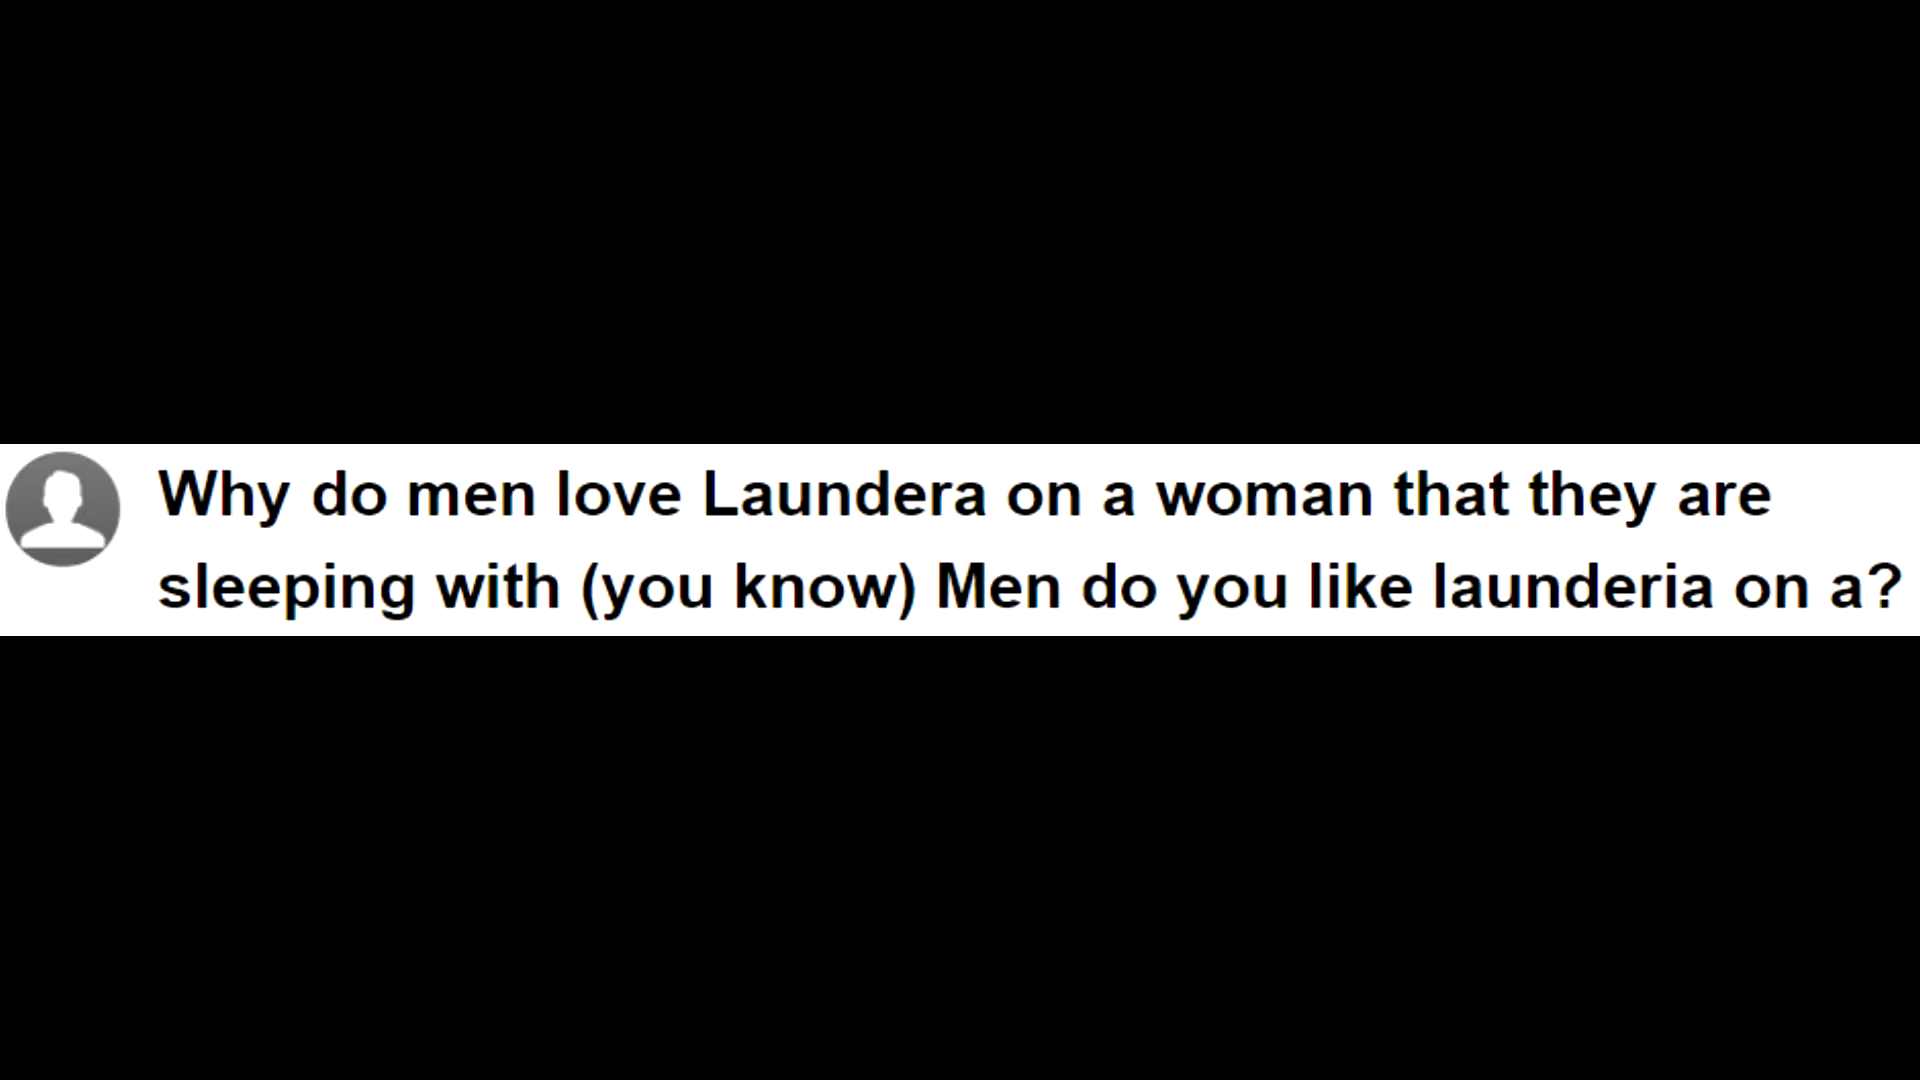 Why do men love Laundera on a woman that they are
sleeping with (you know) Men do you like launderia on a?